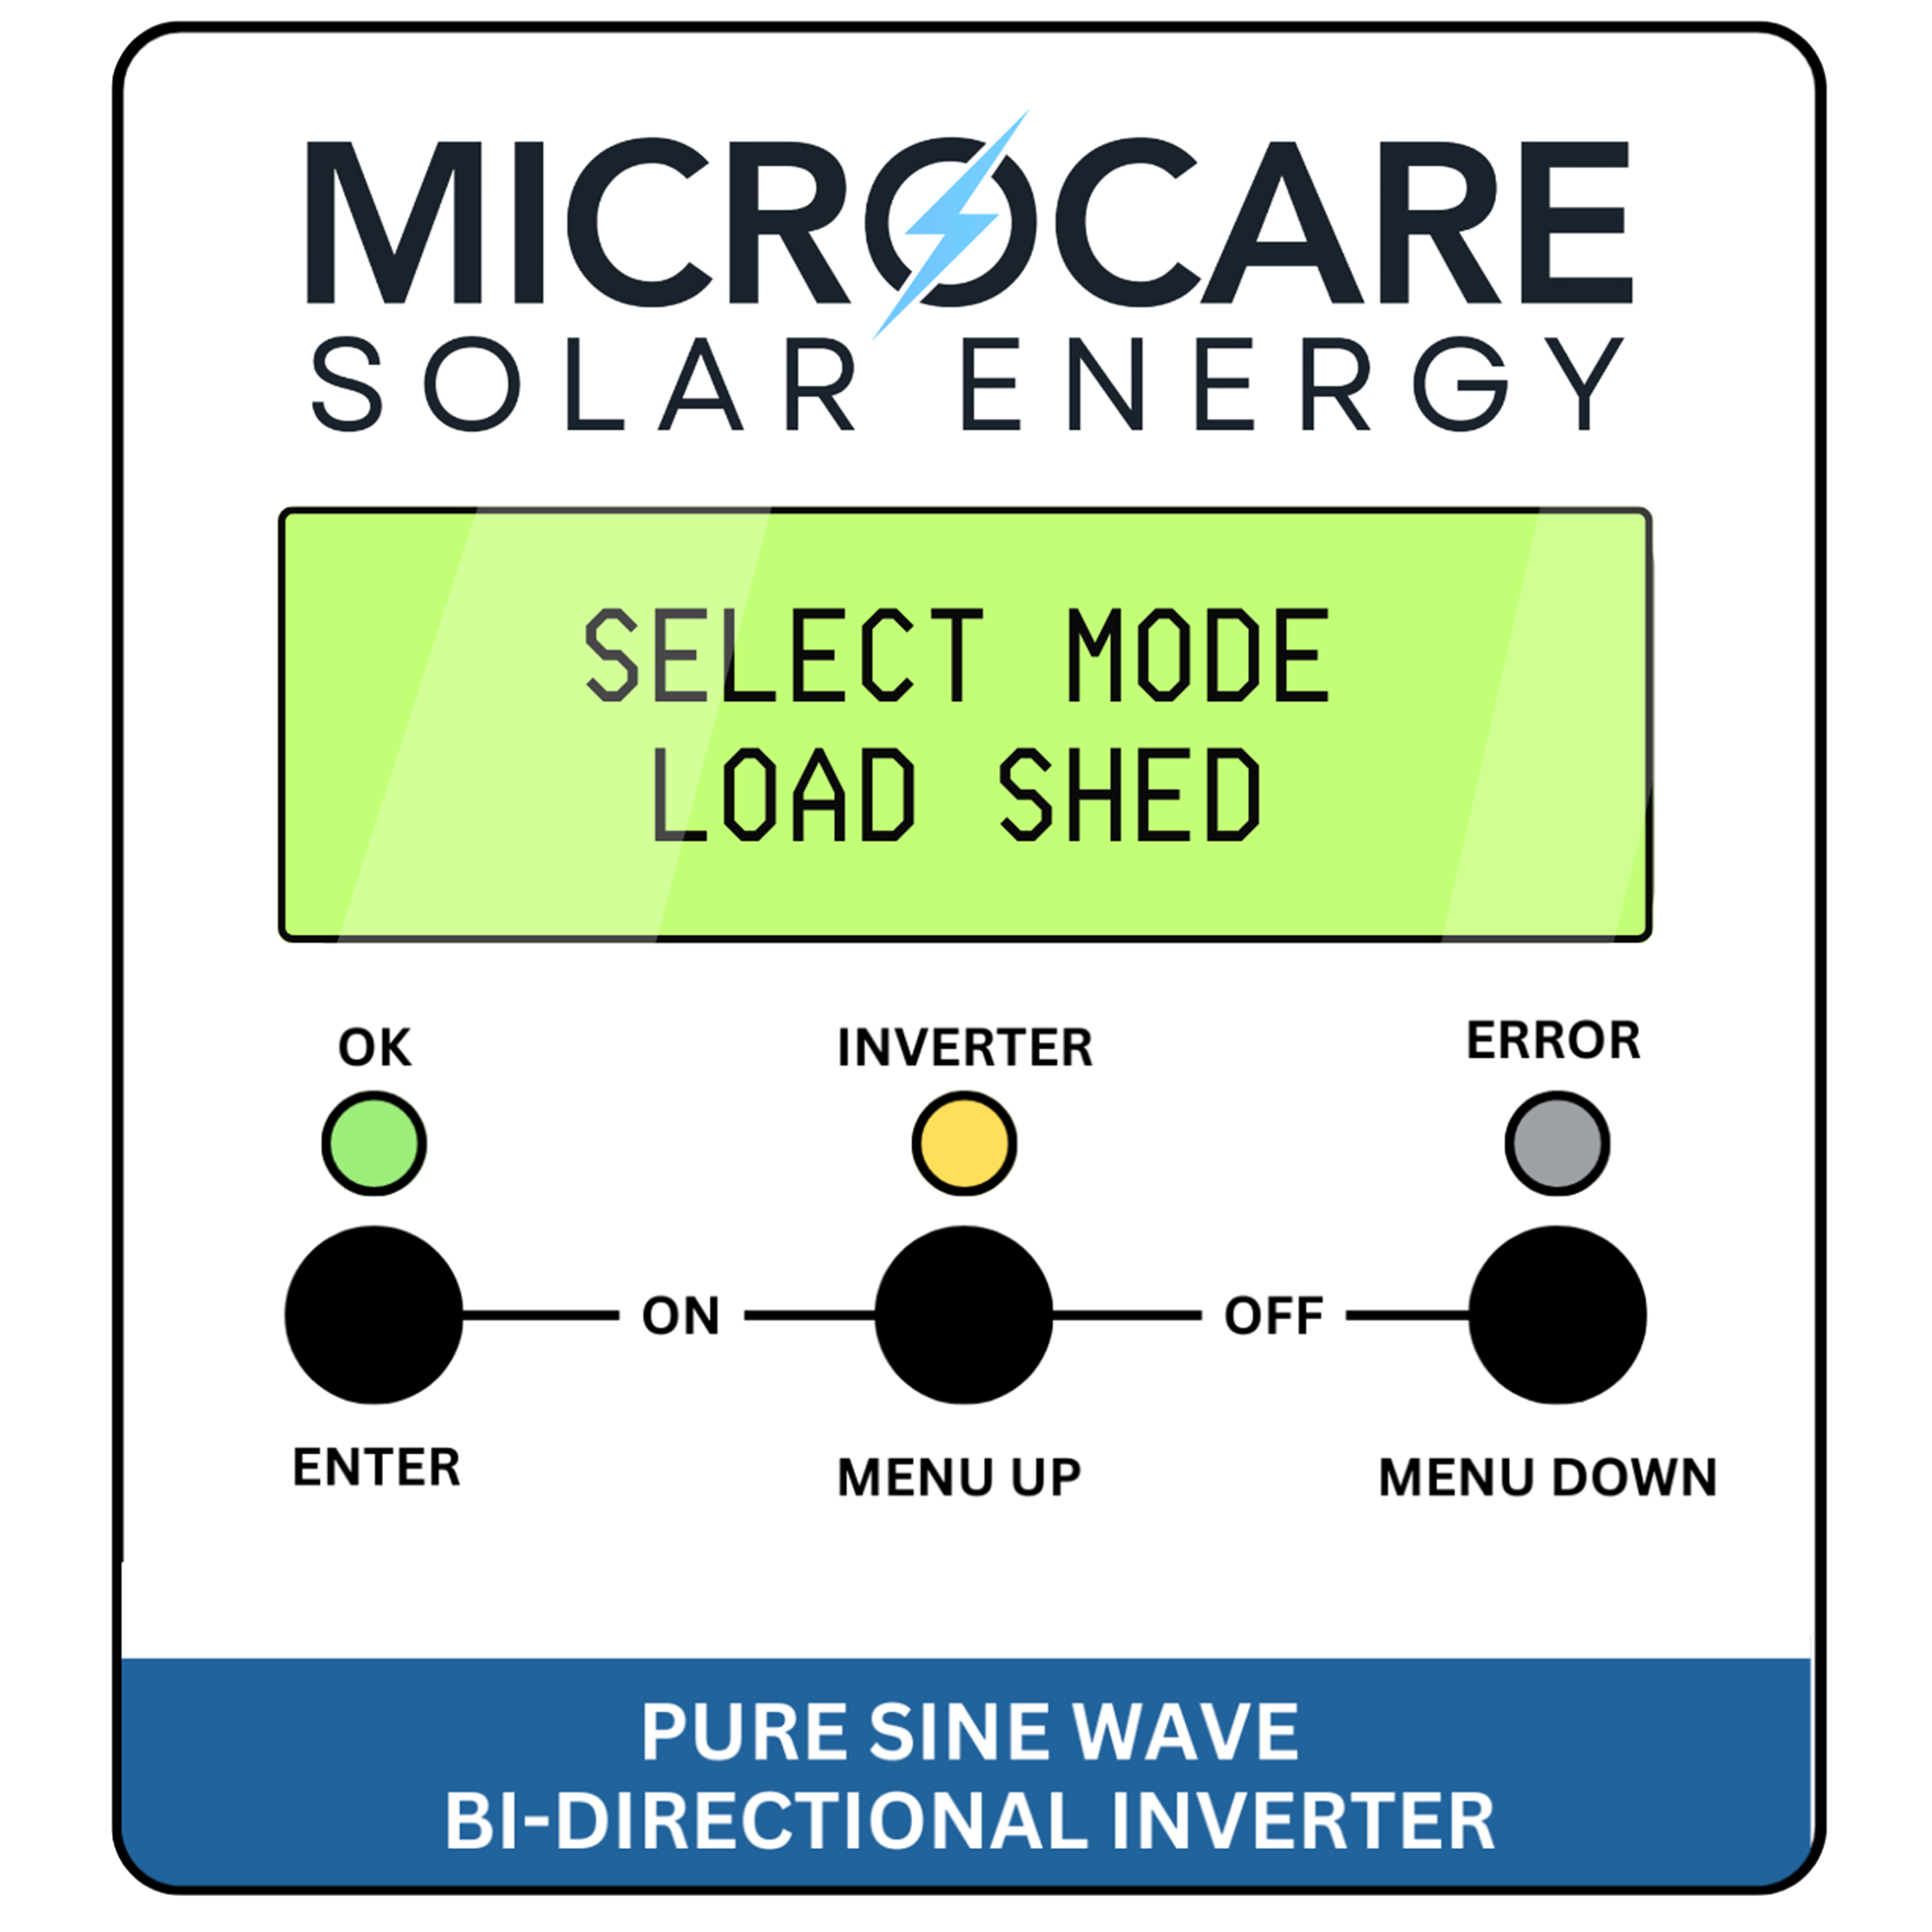 MICROCARE
SOLAR ENERGY
SELECT MODE
LOAD SHED
OK INVERTER ERROR
ON OFF
ENTER MENU UP MENU DOWN
PURE SINE WAVE
BI-DIRECTIONAL INVERTER